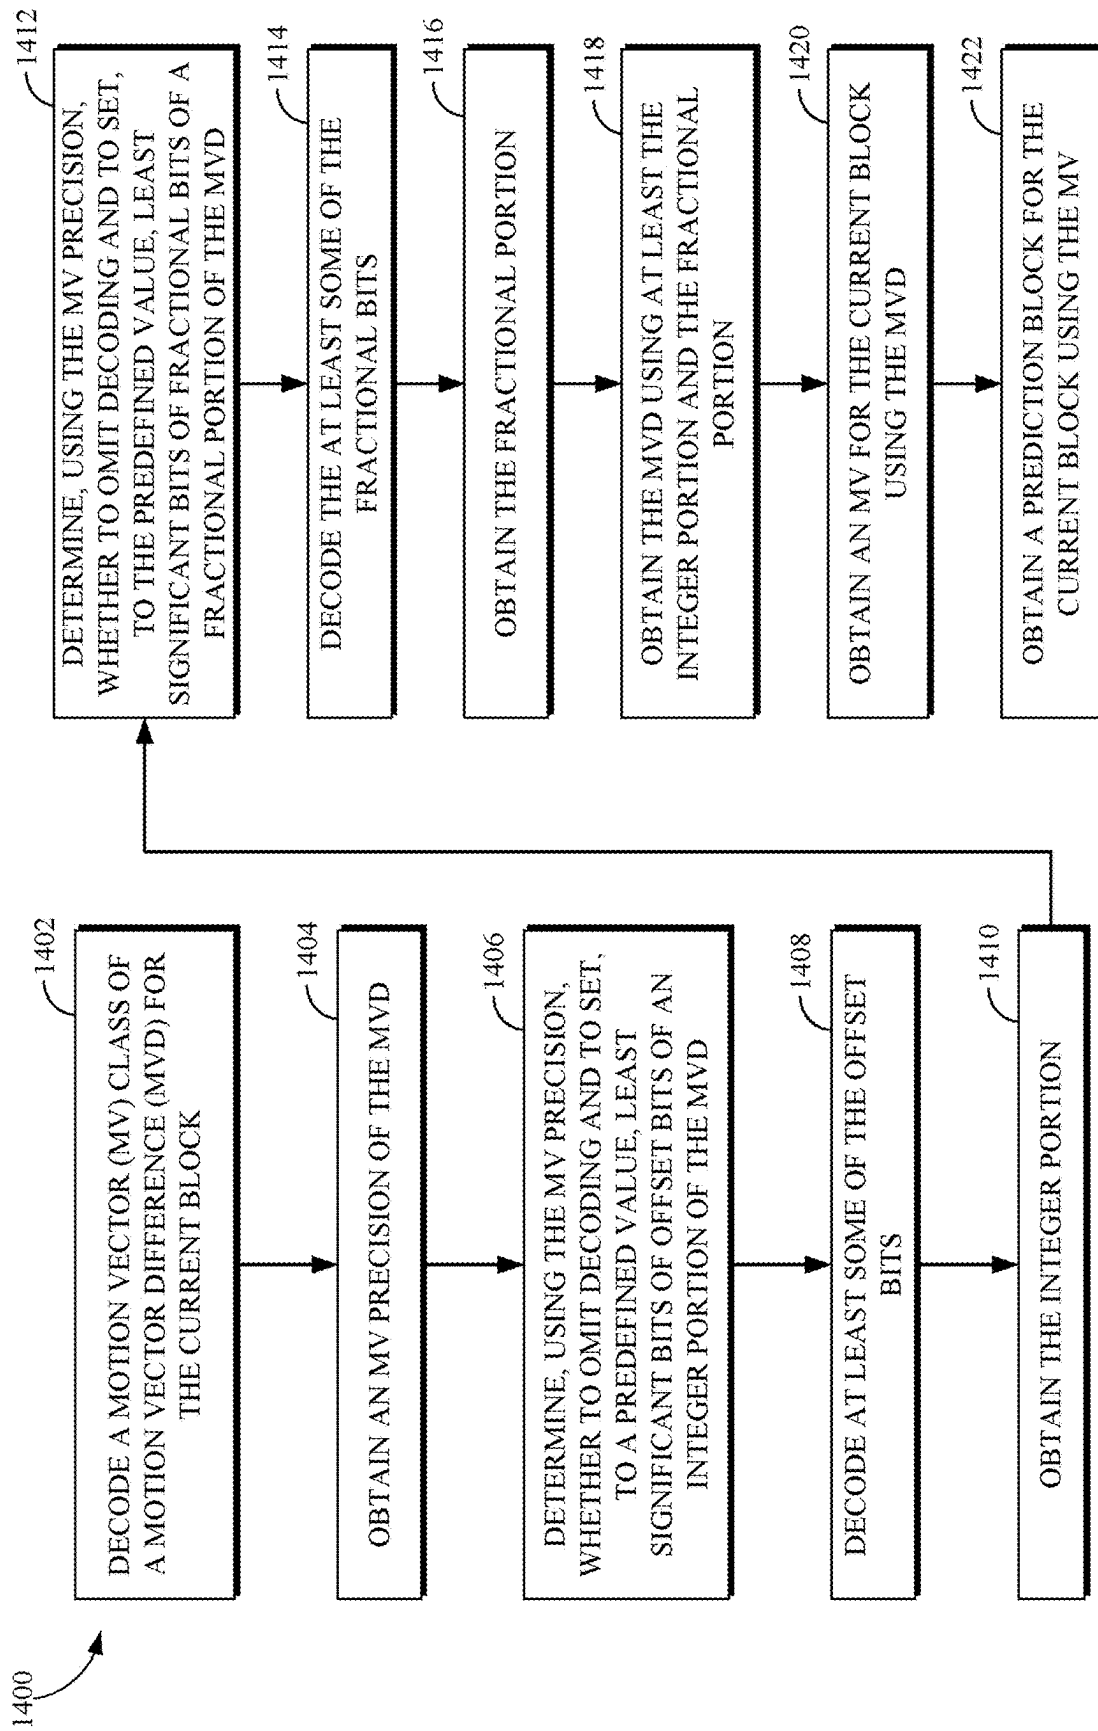 1400
1402
DECODE A MOTION VECTOR (MV) CLASS OF
A MOTION VECTOR DIFFERENCE (MVD) FOR
THE CURRENT BLOCK
1404
OBTAIN AN MV PRECISION OF THE MVD
1406
DETERMINE, USING THE MV PRECISION,
WHETHER TO OMIT DECODING AND TO SET,
TO A PREDEFINED VALUE, LEAST
SIGNIFICANT BITS OF OFFSET BITS OF AN
INTEGER PORTION OF THE MVD
1408
DECODE AT LEAST SOME OF THE OFFSET
BITS
1410
OBTAIN THE INTEGER PORTION
1412
DETERMINE, USING THE MV PRECISION,
WHETHER TO OMIT DECODING AND TO SET,
TO THE PREDEFINED VALUE, LEAST
SIGNIFICANT BITS OF FRACTIONAL BITS OF A
FRACTIONAL PORTION OF THE MVD
1414
DECODE THE AT LEAST SOME OF THE
FRACTIONAL BITS
1416
OBTAIN THE FRACTIONAL PORTION
1418
OBTAIN THE MVD USING AT LEAST THE
INTEGER PORTION AND THE FRACTIONAL
PORTION
1420
OBTAIN AN MV FOR THE CURRENT BLOCK
USING THE MVD
1422
OBTAIN A PREDICTION BLOCK FOR THE
CURRENT BLOCK USING THE MV